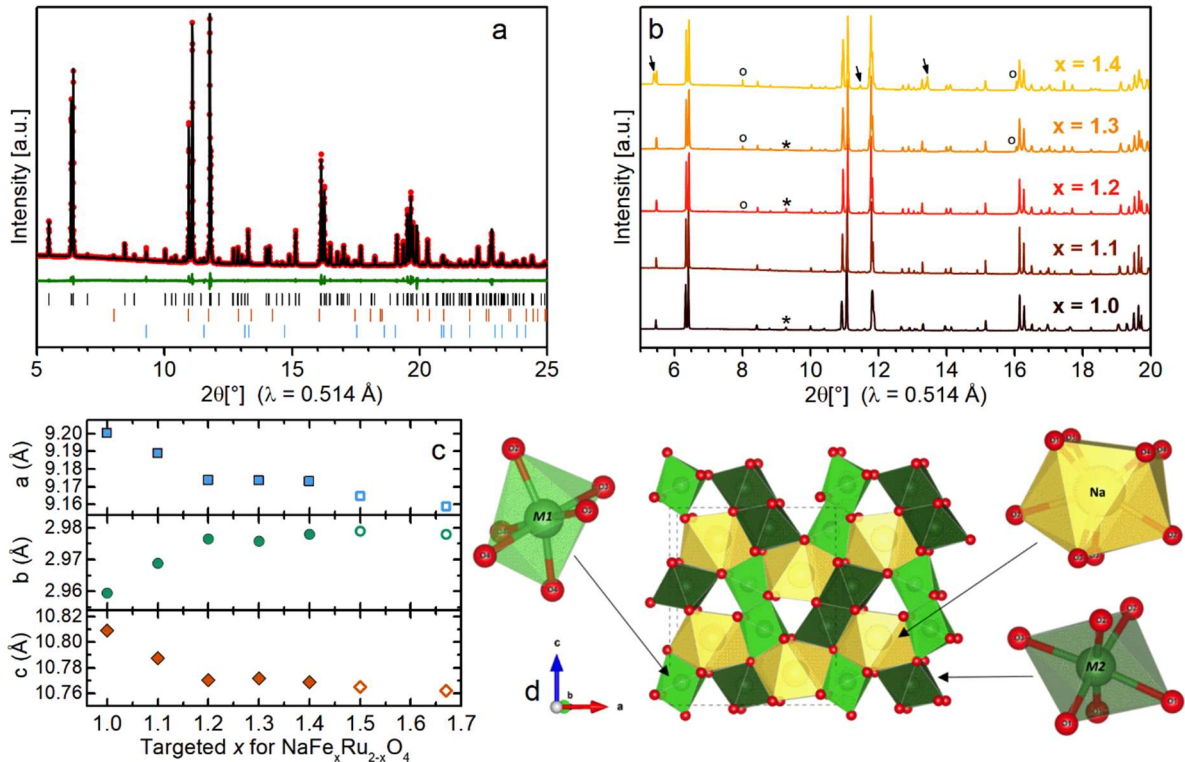 a
Intensity [a.u.]
5 10 15 20 25
2θ[°] (λ = 0.514 Å)
b
Intensity [a.u.]
o o x = 1.4
o * o x = 1.3
o * x = 1.2
x = 1.1
* x = 1.0
6 8 10 12 14 16 18 20
2θ[°] (λ = 0.514 Å)
c
a (Å)
9.20
9.19
9.18
9.17
9.16
b (Å)
2.98
2.97
2.96
c (Å)
10.82
10.80
10.78
10.76
1.0 1.1 1.2 1.3 1.4 1.5 1.6 1.7
Targeted x for NaFexRu2-xO4
M1
d
c
b
a
Na
M2